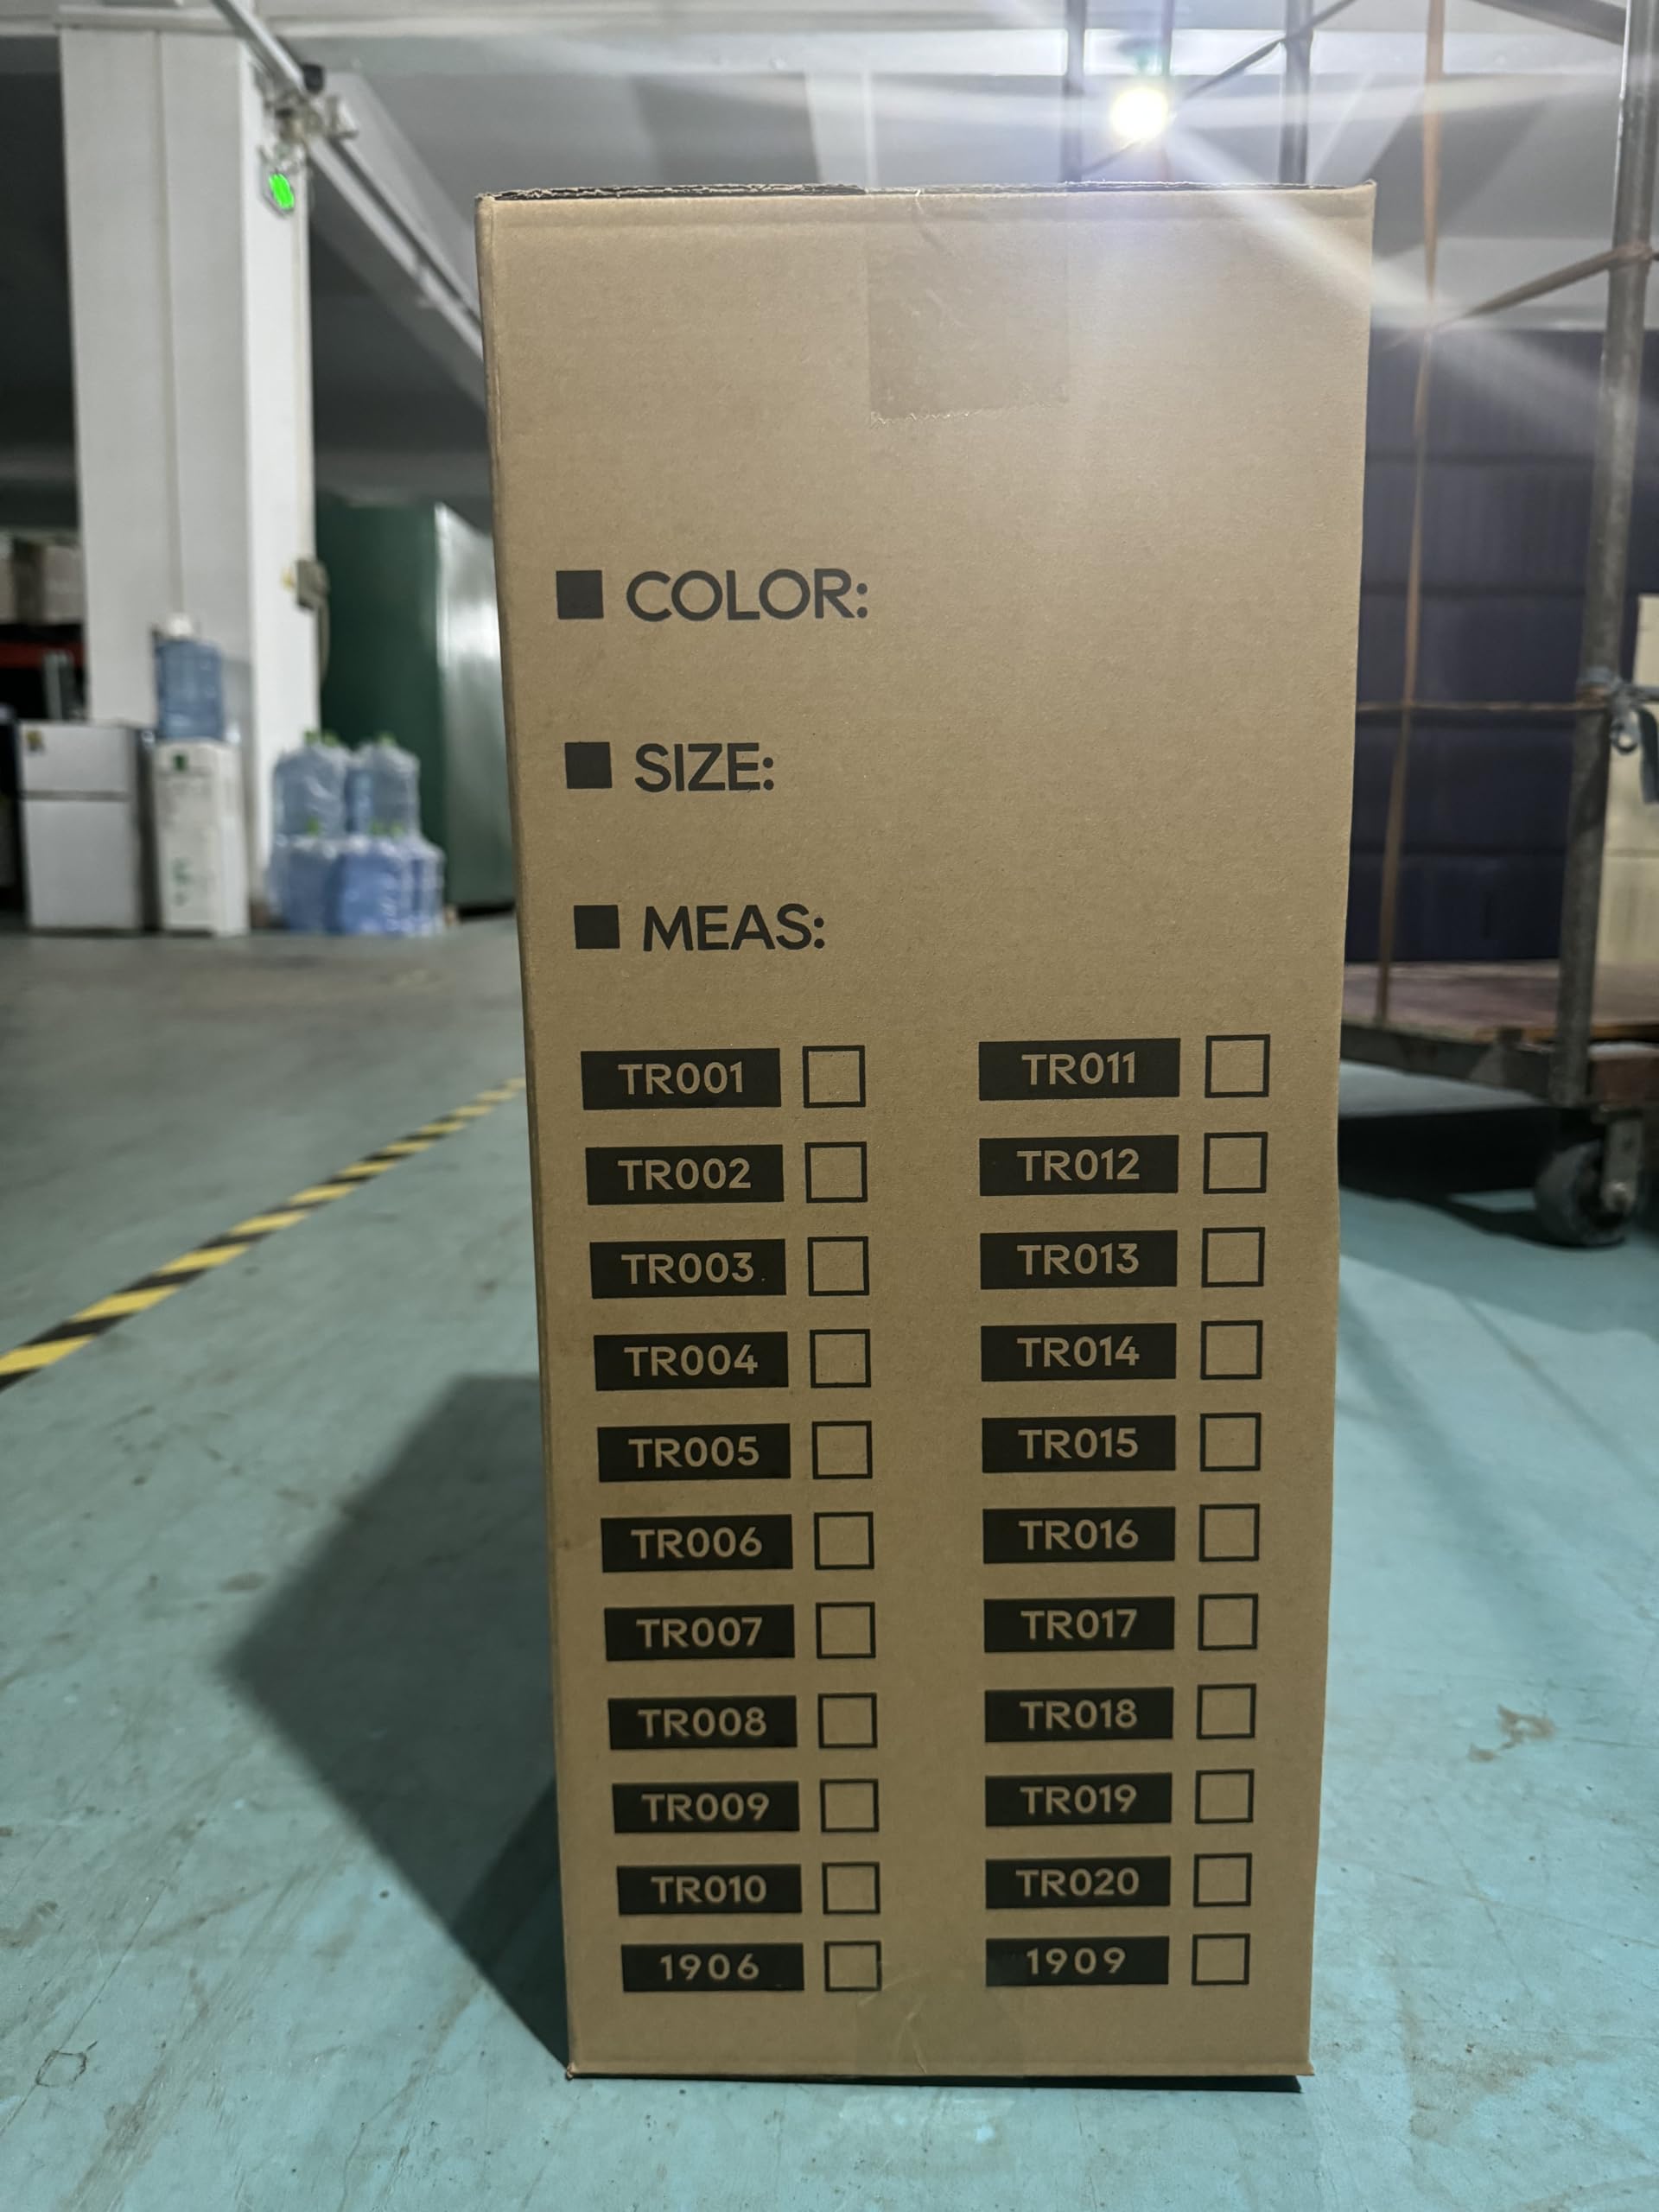 COLOR:
SIZE:
MEAS:
TR001 TR011
TR002 TR012
TR003 TR013
TR004 TR014
TR005 TR015
TR006 TR016
TR007 TR017
TR008 TR018
TR009 TR019
TR010 TR020
1906 1909